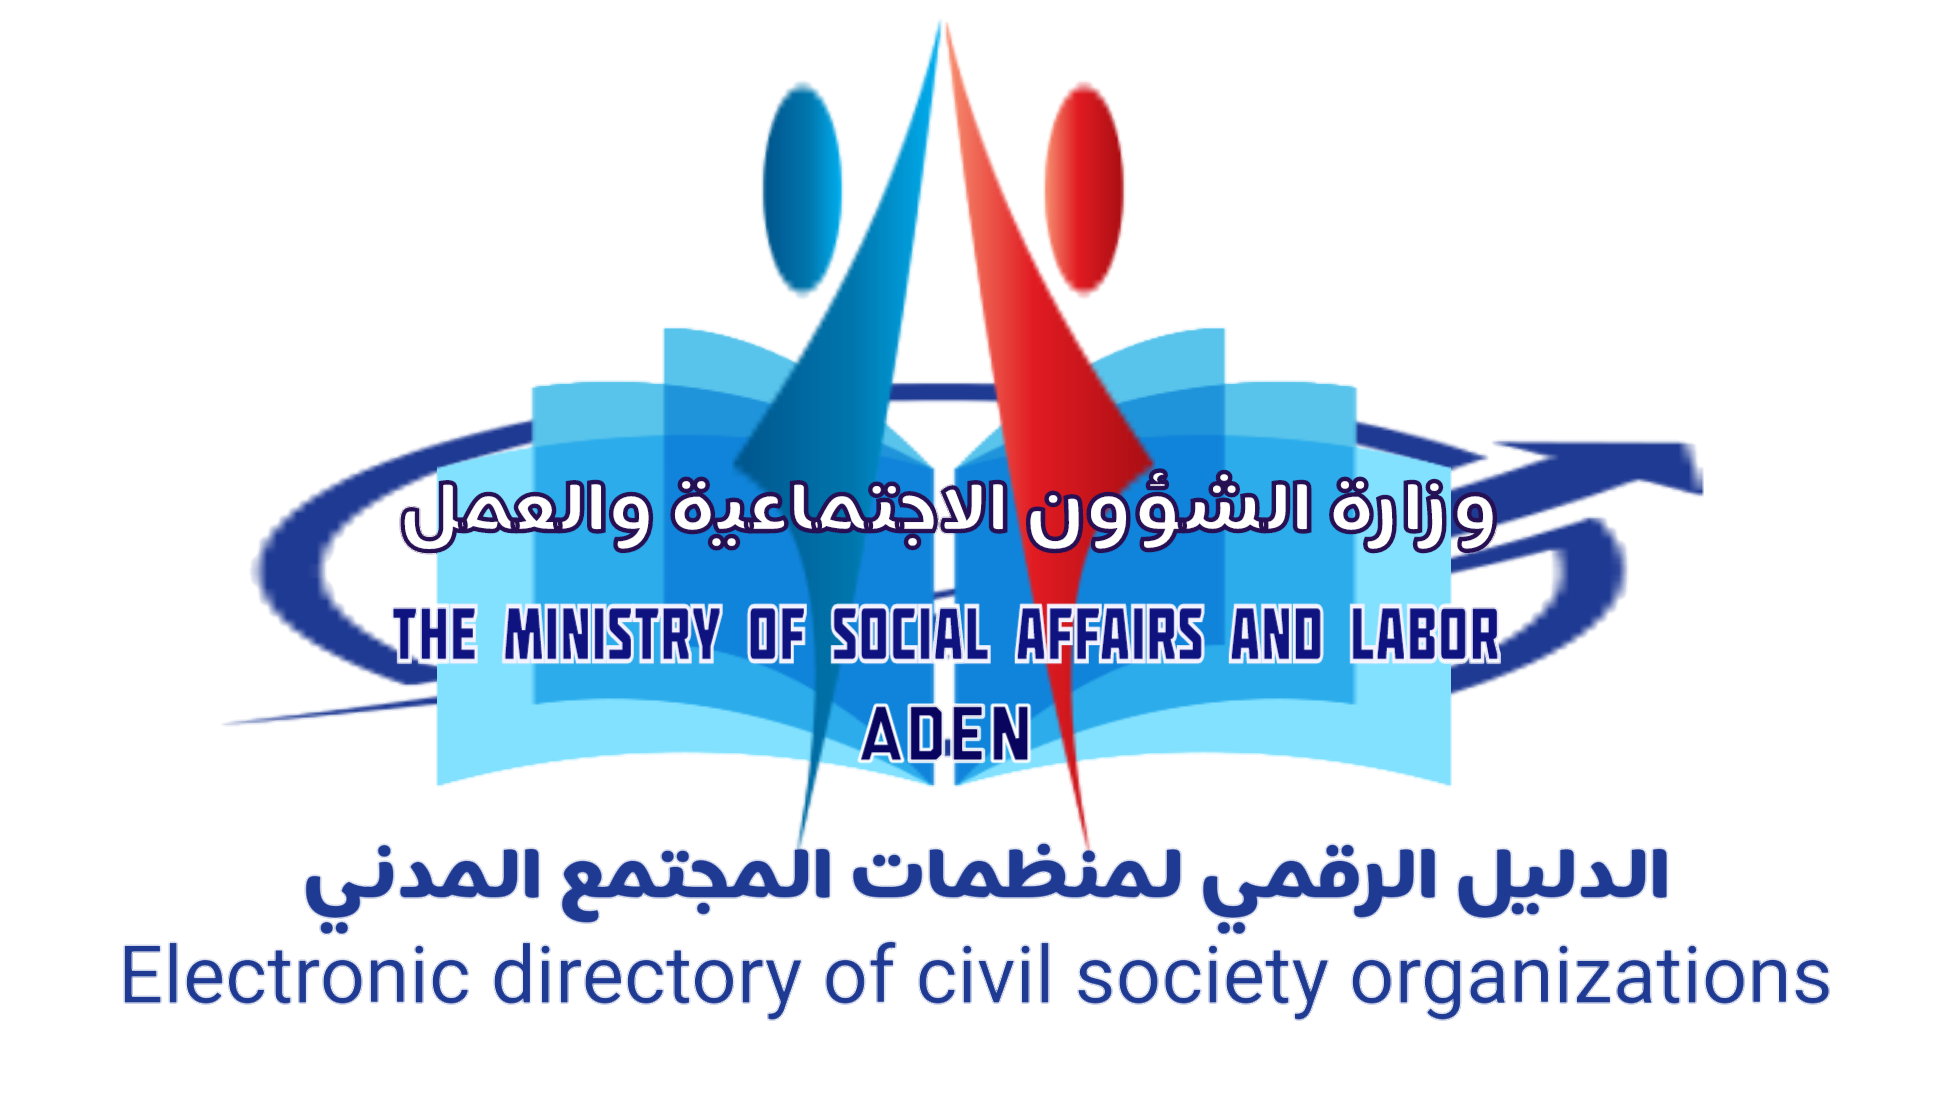 وزارة الشؤون الاجتماعية والعمل
THE MINISTRY OF SOCIAL AFFAIRS AND LABOR
ADEN
الدليل الرقمي لمنظمات المجتمع المدني
Electronic directory of civil society organizations